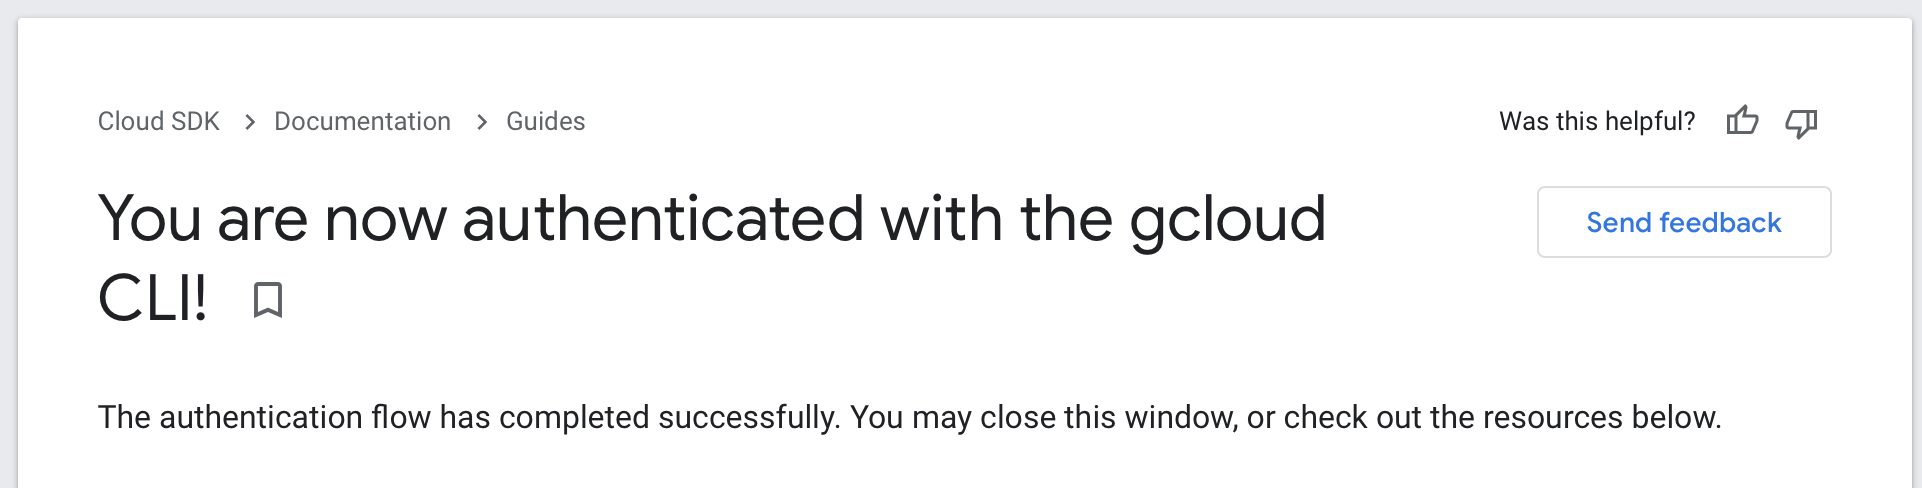 Cloud SDK > Documentation > Guides
Was this helpful?
You are now authenticated with the gcloud
CLI!
Send feedback
The authentication flow has completed successfully. You may close this window, or check out the resources below.